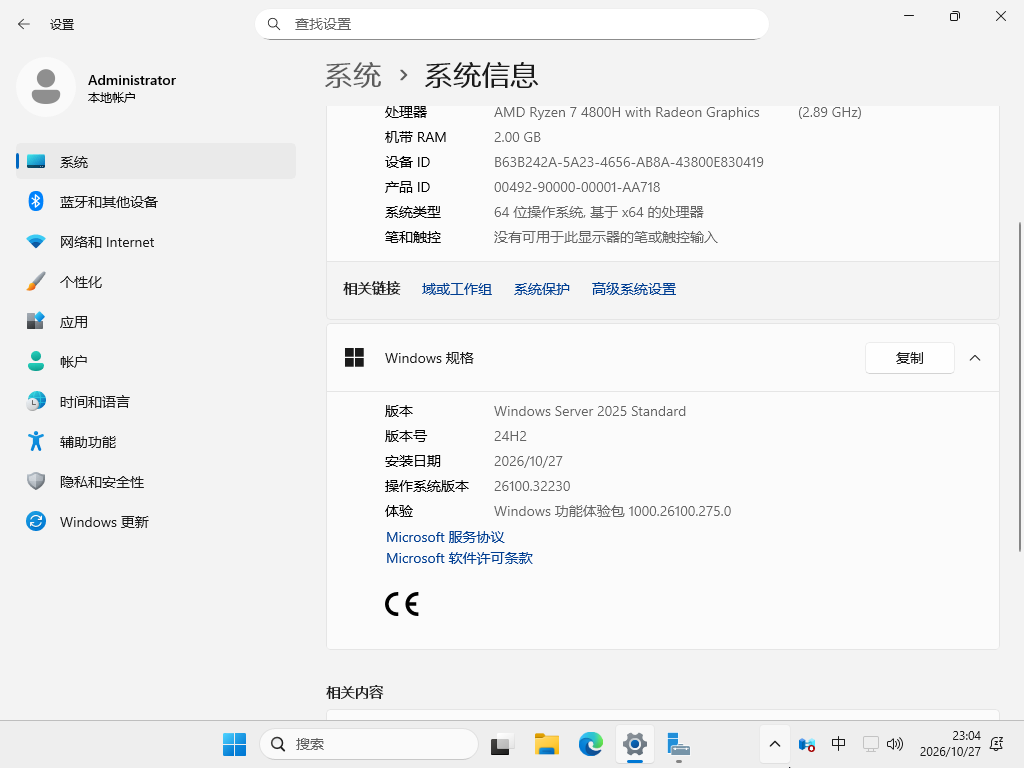 设置
查找设置
Administrator
本地帐户
系统
蓝牙和其他设备
网络和 Internet
个性化
应用
帐户
时间和语言
辅助功能
隐私和安全性
Windows 更新
系统 › 系统信息
处理器 AMD Ryzen 7 4800H with Radeon Graphics (2.89 GHz)
机带 RAM 2.00 GB
设备 ID B63B242A-5A23-4656-AB8A-43800E830419
产品 ID 00492-90000-00001-AA718
系统类型 64 位操作系统, 基于 x64 的处理器
笔和触控 没有可用于此显示器的笔或触控输入
相关链接 域或工作组 系统保护 高级系统设置
Windows 规格 复制
版本 Windows Server 2025 Standard
版本号 24H2
安装日期 2026/10/27
操作系统版本 26100.32230
体验 Windows 功能体验包 1000.26100.275.0
Microsoft 服务协议
Microsoft 软件许可条款
CE
相关内容
搜索
中
23:04
2026/10/27